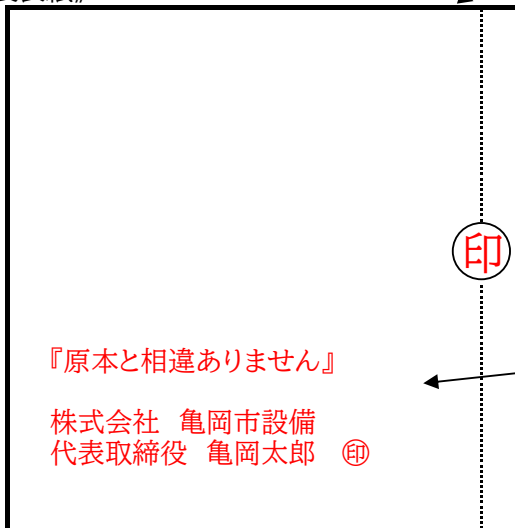 印
『原本と相違ありません』
株式会社 亀岡市設備
代表取締役 亀岡太郎 ㊞